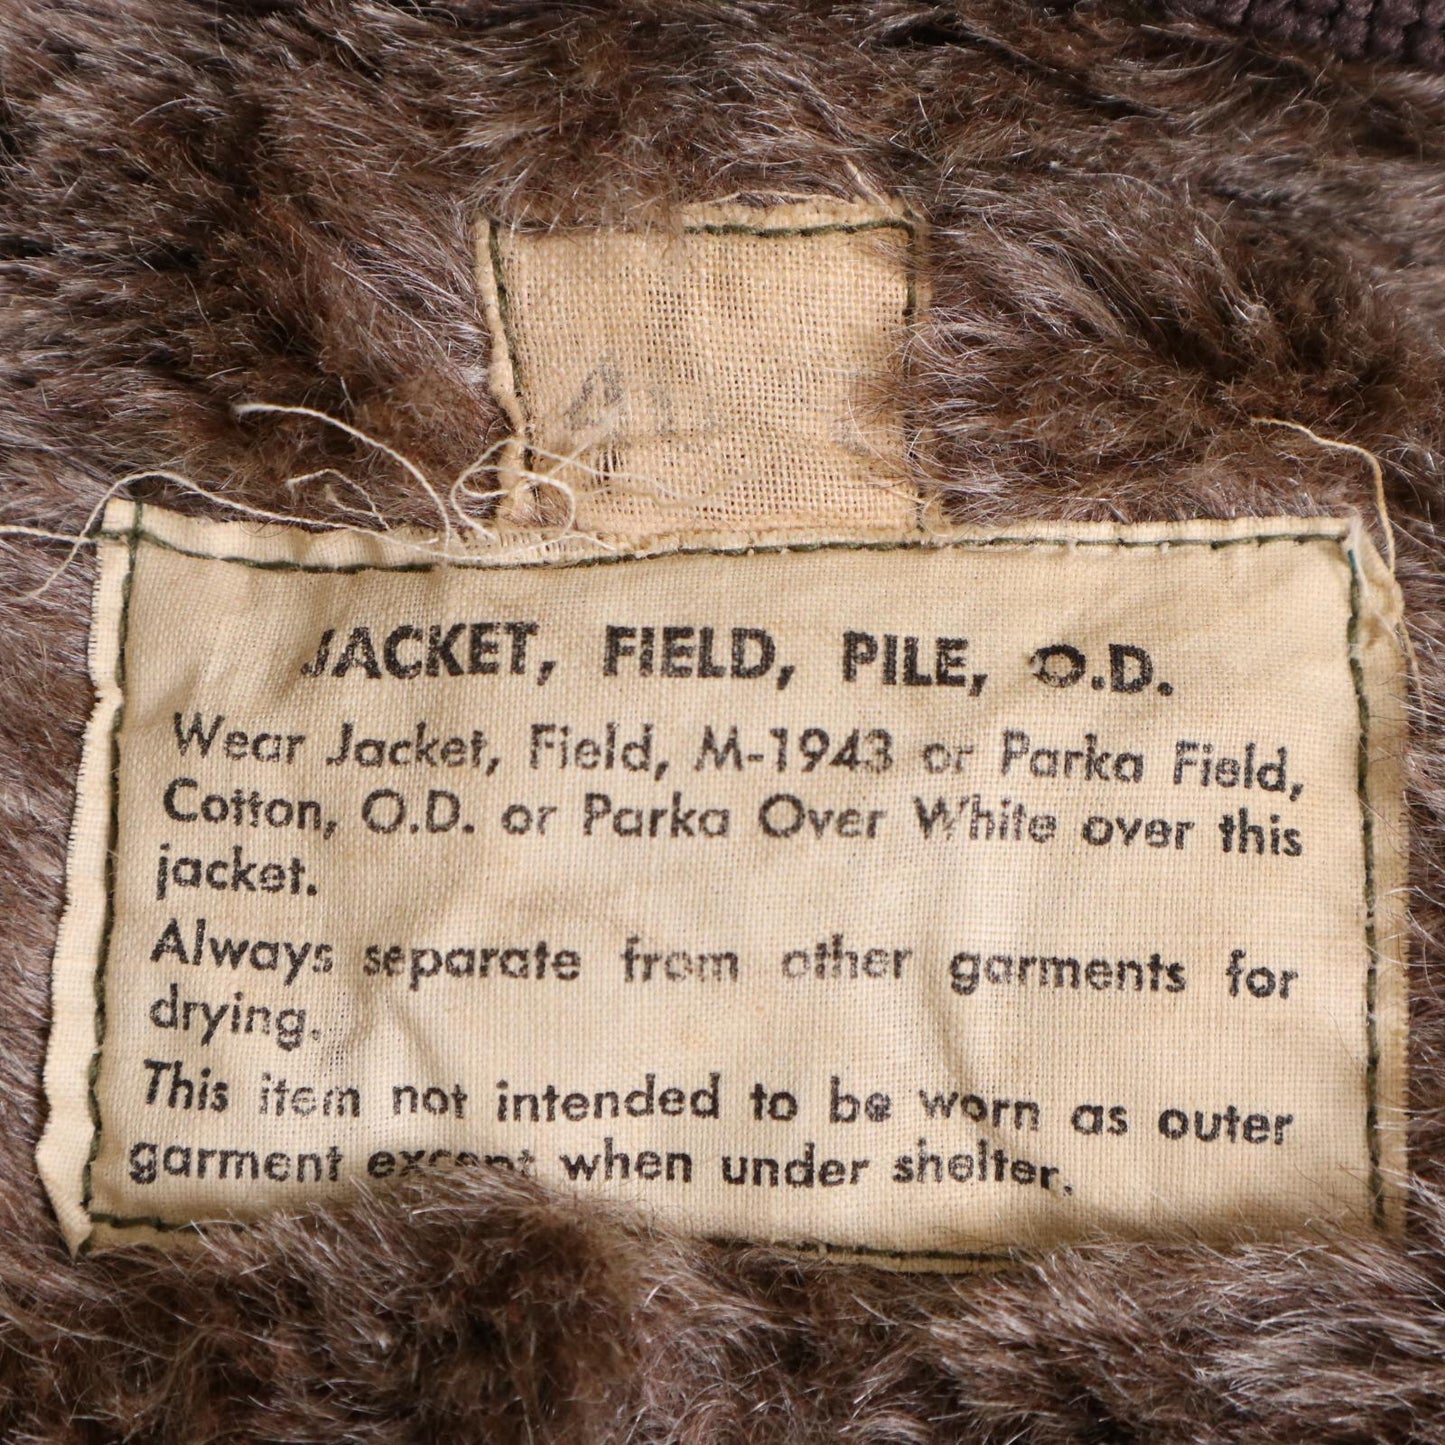 JACKET, FIELD, PILE, O.D.
Wear Jacket, Field, M-1943 or Parka Field,
Cotton, O.D. or Parka Over White over this
jacket.
Always separate from other garments for
drying.
This item not intended to be worn as outer
garment except when under shelter.